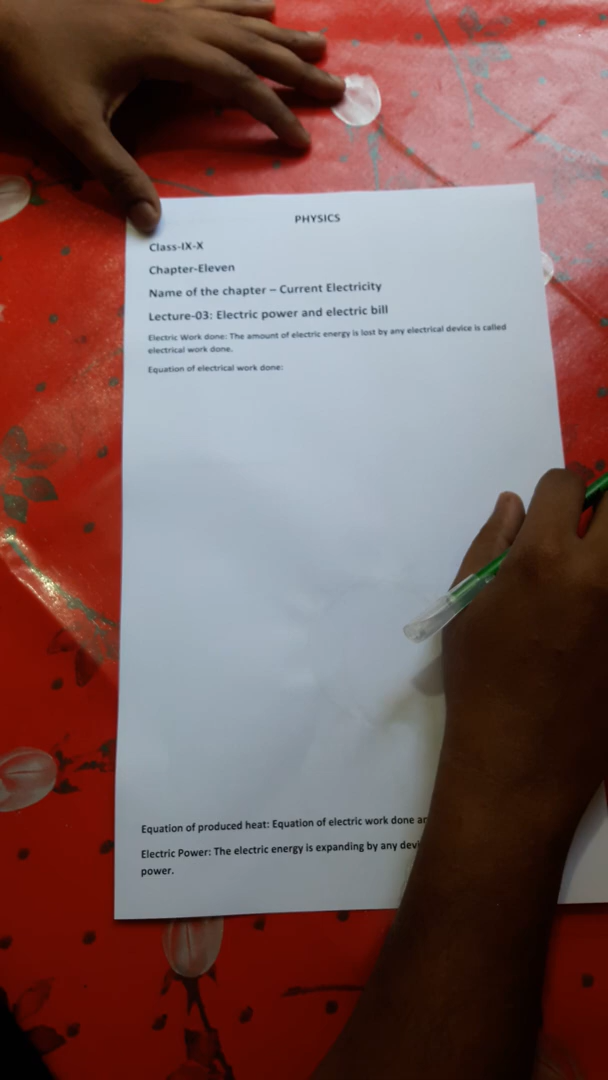 PHYSICS
Class-IX-X
Chapter-Eleven
Name of the chapter – Current Electricity
Lecture-03: Electric power and electric bill
Electric Work done: The amount of electric energy is lost by any electrical device is called
electrical work done.
Equation of electrical work done:
Equation of produced heat: Equation of electric work done
Electric Power: The electric energy is expanding by any
power.